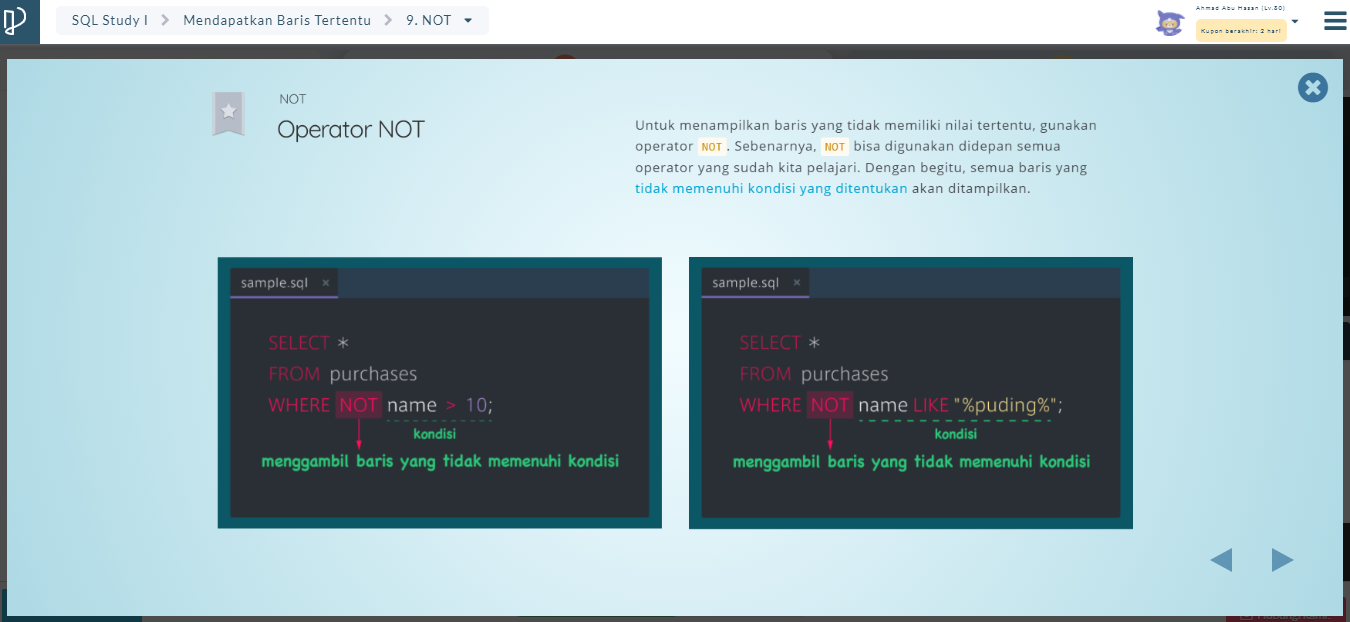 SQL Study I
Mendapatkan Baris Tertentu
9. NOT
Ahmad Abu Hasan (Lv.80)
Kupon berakhir: 2 hari
NOT
Operator NOT
Untuk menampilkan baris yang tidak memiliki nilai tertentu, gunakan
operator NOT. Sebenarnya, NOT bisa digunakan didepan semua
operator yang sudah kita pelajari. Dengan begitu, semua baris yang
tidak memenuhi kondisi yang ditentukan akan ditampilkan.
sample.sql ×
SELECT *
FROM purchases
WHERE NOT name > 10;
kondisi
menggambil baris yang tidak memenuhi kondisi
sample.sql ×
SELECT *
FROM purchases
WHERE NOT name LIKE "%puding%";
kondisi
menggambil baris yang tidak memenuhi kondisi